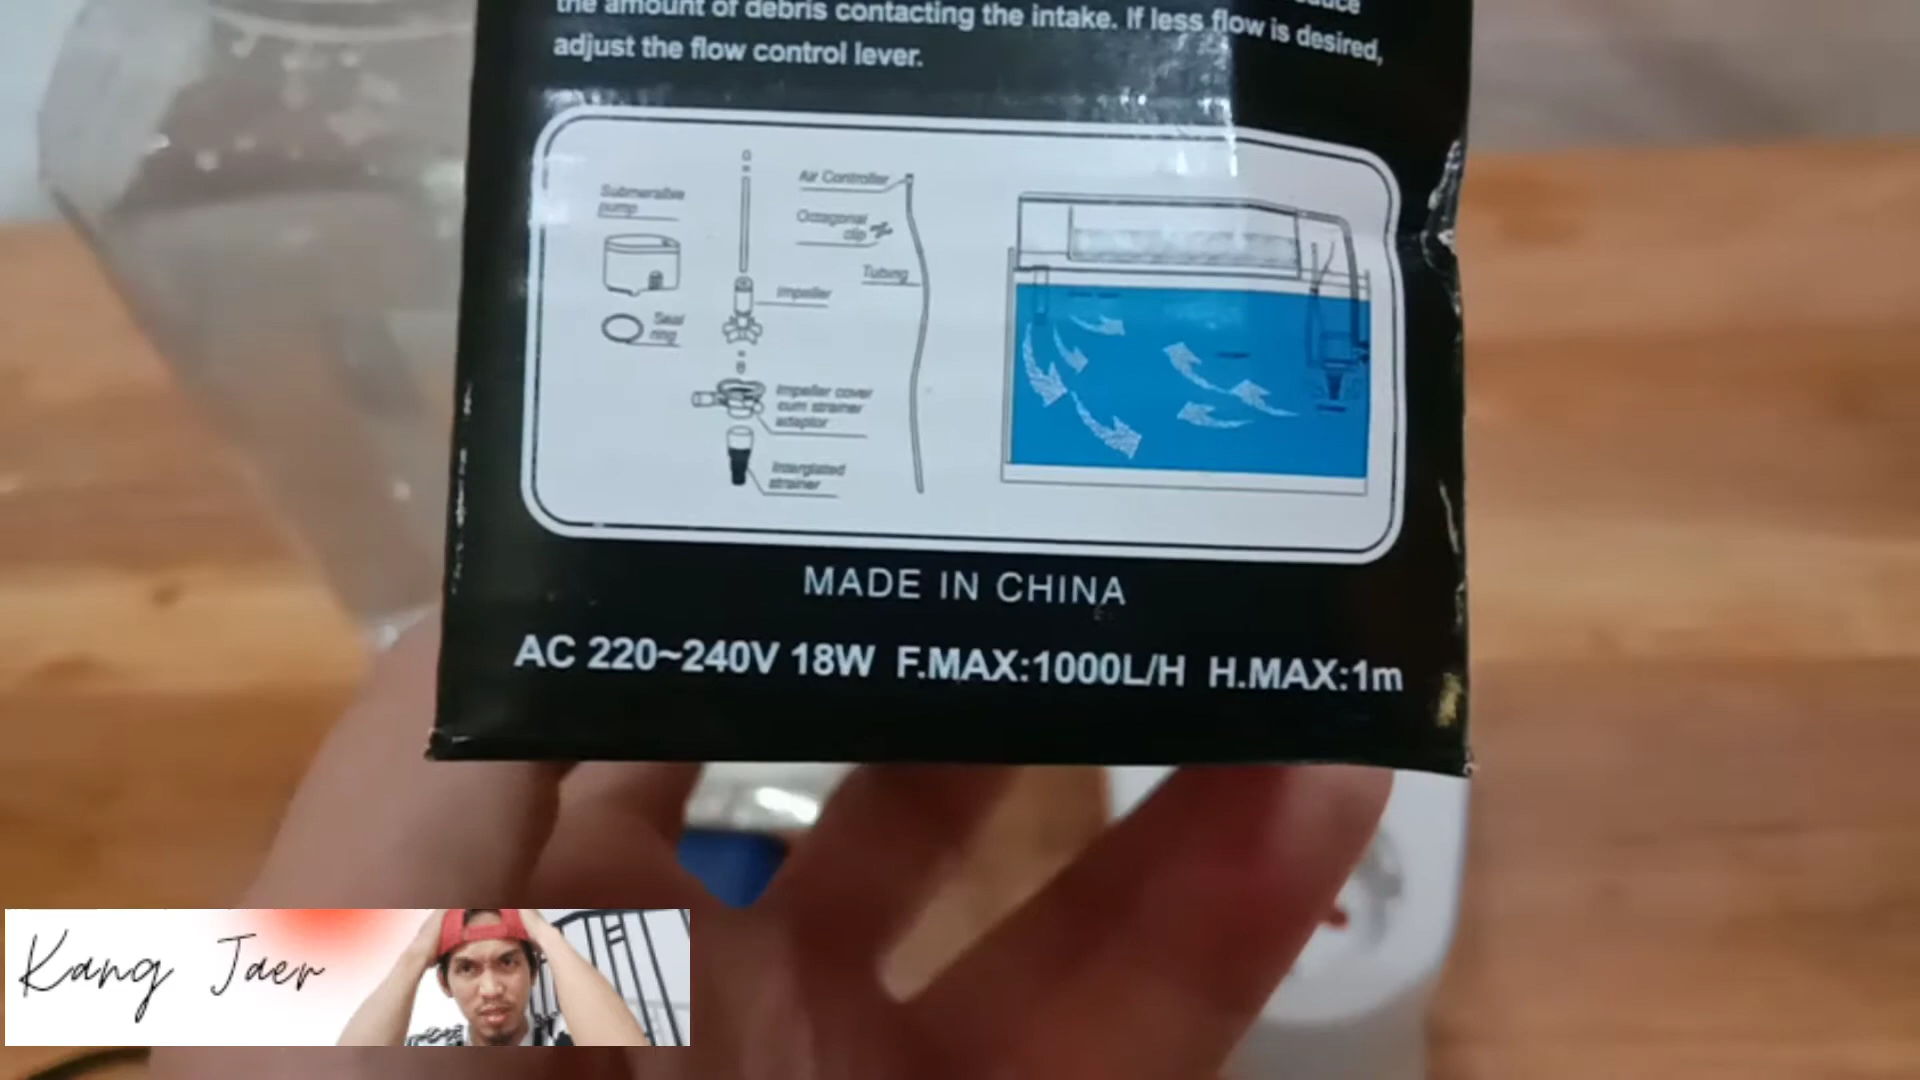 the amount of debris contacting the intake. If less flow is desired,
adjust the flow control lever.
Submersible
pump
Seal
ring
Impeller
Impeller cover
cum strainer
adaptor
Interglated
strainer
Air Controller
Octagonal
clip
Tubing
MADE IN CHINA
AC 220~240V 18W F.MAX:1000L/H H.MAX:1m
Kang Jaer